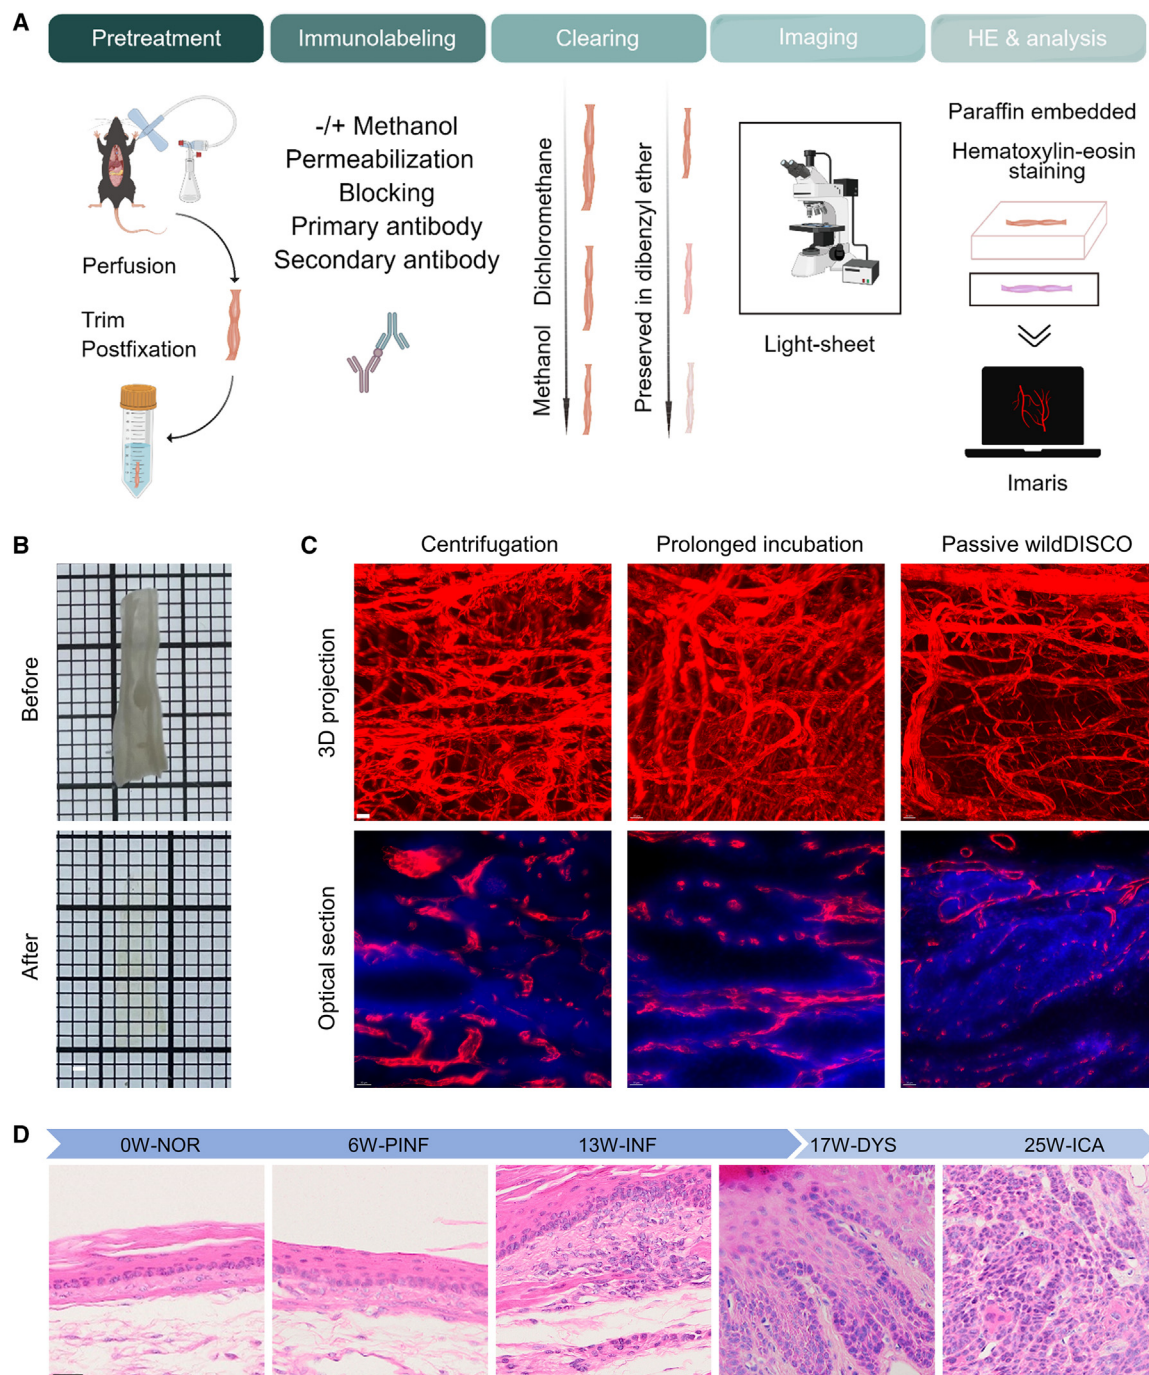 A
Pretreatment
Immunolabeling
Clearing
Imaging
HE & analysis
Perfusion
Trim
Postfixation
-/+ Methanol
Permeabilization
Blocking
Primary antibody
Secondary antibody
Methanol Dichloromethane
Preserved in dibenzyl ether
Light-sheet
Paraffin embedded
Hematoxylin-eosin
staining
Imaris
B
Before
After
C
Centrifugation
Prolonged incubation
Passive wildDISCO
3D projection
Optical section
D
0W-NOR
6W-PINF
13W-INF
17W-DYS
25W-ICA